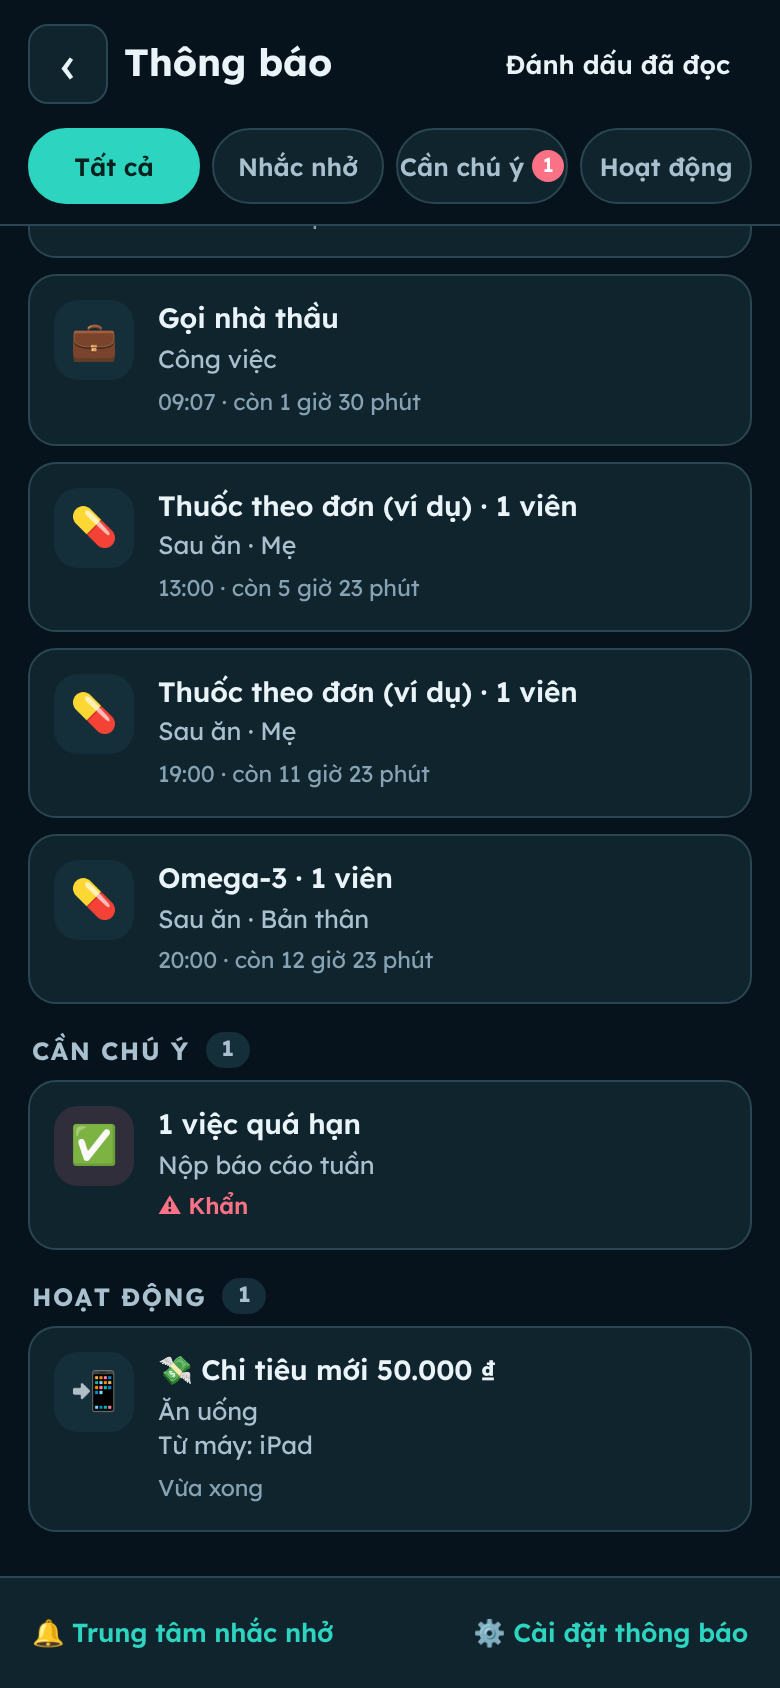 Thông báo
Đánh dấu đã đọc
Tất cả
Nhắc nhở
Cần chú ý 1
Hoạt động
Gọi nhà thầu
Công việc
09:07 · còn 1 giờ 30 phút
Thuốc theo đơn (ví dụ) · 1 viên
Sau ăn · Mẹ
13:00 · còn 5 giờ 23 phút
Thuốc theo đơn (ví dụ) · 1 viên
Sau ăn · Mẹ
19:00 · còn 11 giờ 23 phút
Omega-3 · 1 viên
Sau ăn · Bản thân
20:00 · còn 12 giờ 23 phút
CẦN CHÚ Ý 1
1 việc quá hạn
Nộp báo cáo tuần
⚠ Khẩn
HOẠT ĐỘNG 1
💸 Chi tiêu mới 50.000 ₫
Ăn uống
Từ máy: iPad
Vừa xong
🔔 Trung tâm nhắc nhở
⚙️ Cài đặt thông báo